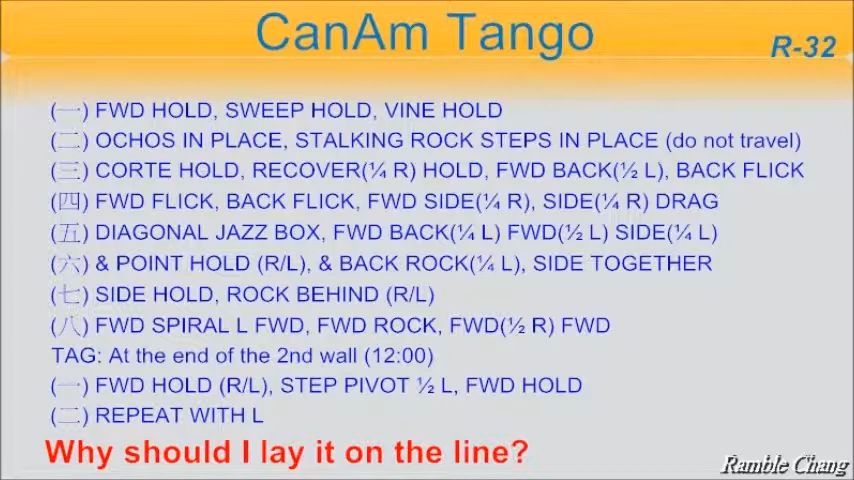 CanAm Tango
R-32
(一) FWD HOLD, SWEEP HOLD, VINE HOLD
(二) OCHOS IN PLACE, STALKING ROCK STEPS IN PLACE (do not travel)
(三) CORTE HOLD, RECOVER(¼ R) HOLD, FWD BACK(½ L), BACK FLICK
(四) FWD FLICK, BACK FLICK, FWD SIDE(¼ R), SIDE(¼ R) DRAG
(五) DIAGONAL JAZZ BOX, FWD BACK(¼ L) FWD(½ L) SIDE(¼ L)
(六) & POINT HOLD (R/L), & BACK ROCK(¼ L), SIDE TOGETHER
(七) SIDE HOLD, ROCK BEHIND (R/L)
(八) FWD SPIRAL L FWD, FWD ROCK, FWD(½ R) FWD
TAG: At the end of the 2nd wall (12:00)
(一) FWD HOLD (R/L), STEP PIVOT ½ L, FWD HOLD
(二) REPEAT WITH L
Why should I lay it on the line?
Ramble Chang